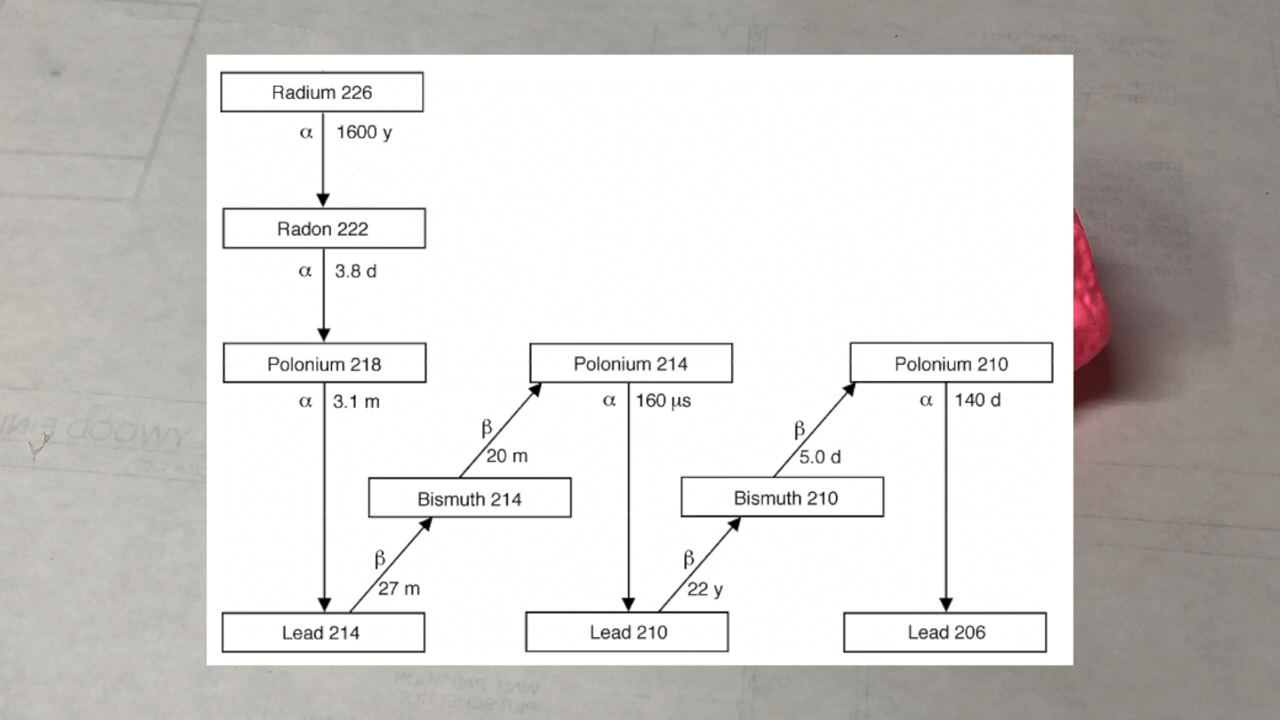 Radium 226
α 1600 y
Radon 222
α 3.8 d
Polonium 218
Polonium 214
Polonium 210
α 3.1 m
α 160 μs
α 140 d
β
20 m
β
5.0 d
Bismuth 214
Bismuth 210
β
27 m
β
22 y
Lead 214
Lead 210
Lead 206